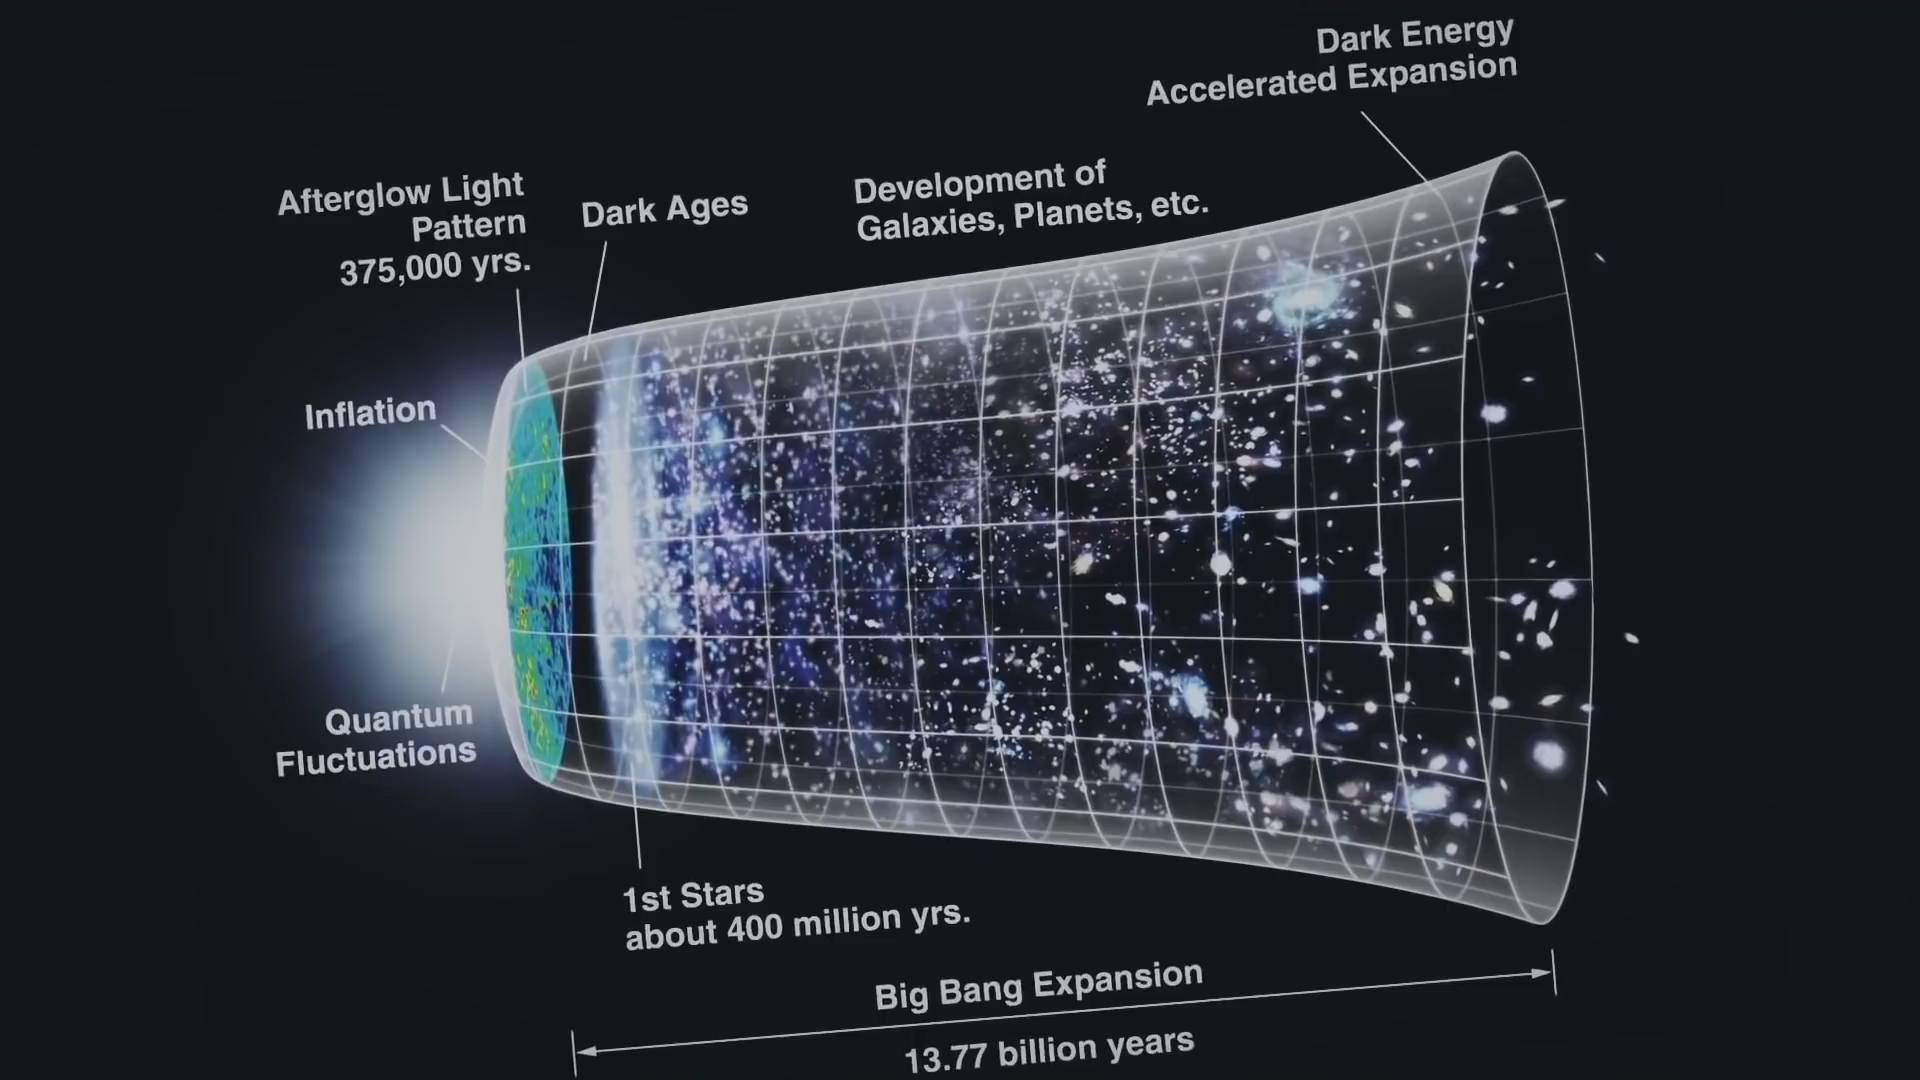 Dark Energy
Accelerated Expansion
Afterglow Light
Pattern
375,000 yrs.
Dark Ages
Development of
Galaxies, Planets, etc.
Inflation
Quantum
Fluctuations
1st Stars
about 400 million yrs.
Big Bang Expansion
13.77 billion years